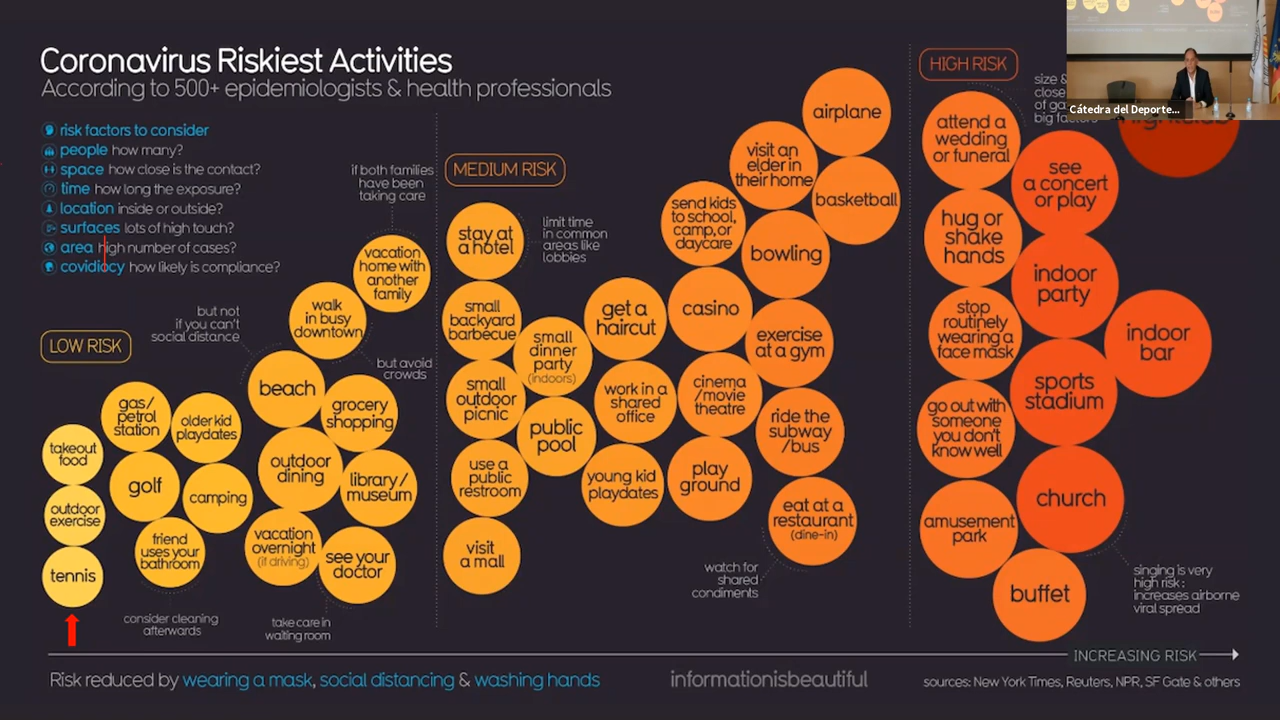 Coronavirus Riskiest Activities
According to 500+ epidemiologists & health professionals
risk factors to consider
people how many?
space how close is the contact?
time how long the exposure?
location inside or outside?
surfaces lots of high touch?
area high number of cases?
covidiocy how likely is compliance?
LOW RISK
takeout
food
outdoor
exercise
tennis
gas/
petrol
station
golf
friend
uses your
bathroom
consider cleaning
afterwards
older kid
playdates
camping
but not
if you can't
social distance
beach
outdoor
dining
vacation
overnight
(if driving)
walk
in busy
downtown
but avoid
crowds
grocery
shopping
library/
museum
see your
doctor
take care in
waiting room
if both families
have been
taking care
vacation
home with
another
family
MEDIUM RISK
stay at
a hotel
limit time
in common
areas like
lobbies
small
backyard
barbecue
small
outdoor
picnic
use a
public
restroom
visit
a mall
small
dinner
party
(indoors)
public
pool
get a
haircut
work in a
shared
office
young kid
playdates
send kids
to school,
camp, or
daycare
casino
cinema
/movie
theatre
play
ground
visit an
elder in
their home
bowling
exercise
at a gym
ride the
subway
/bus
eat at a
restaurant
(dine-in)
watch for
shared
condiments
airplane
basketball
HIGH RISK
attend a
wedding
or funeral
hug or
shake
hands
stop
routinely
wearing a
face mask
go out with
someone
you don't
know well
amusement
park
buffet
see
a concert
or play
indoor
party
sports
stadium
church
singing is very
high risk:
increases airborne
viral spread
indoor
bar
size &
close
of ga
big fac
Cátedra del Deporte...
INCREASING RISK
Risk reduced by wearing a mask, social distancing & washing hands
informationisbeautiful
sources: New York Times, Reuters, NPR, SF Gate & others